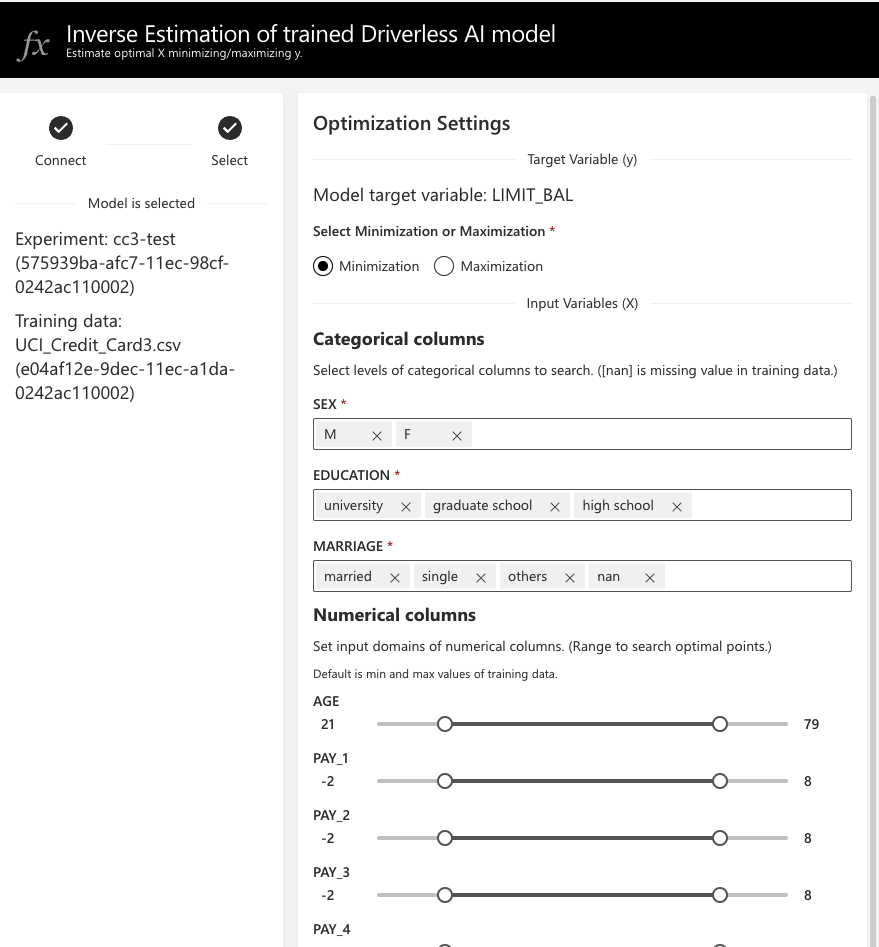 fx
Inverse Estimation of trained Driverless AI model
Estimate optimal X minimizing/maximizing y.
Connect
Select
Model is selected
Experiment: cc3-test
(575939ba-afc7-11ec-98cf-
0242ac110002)
Training data:
UCI_Credit_Card3.csv
(e04af12e-9dec-11ec-a1da-
0242ac110002)
Optimization Settings
Target Variable (y)
Model target variable: LIMIT_BAL
Select Minimization or Maximization *
Minimization Maximization
Input Variables (X)
Categorical columns
Select levels of categorical columns to search. ([nan] is missing value in training data.)
SEX *
M F
EDUCATION *
university graduate school high school
MARRIAGE *
married single others nan
Numerical columns
Set input domains of numerical columns. (Range to search optimal points.)
Default is min and max values of training data.
AGE
21 79
PAY_1
-2 8
PAY_2
-2 8
PAY_3
-2 8
PAY_4